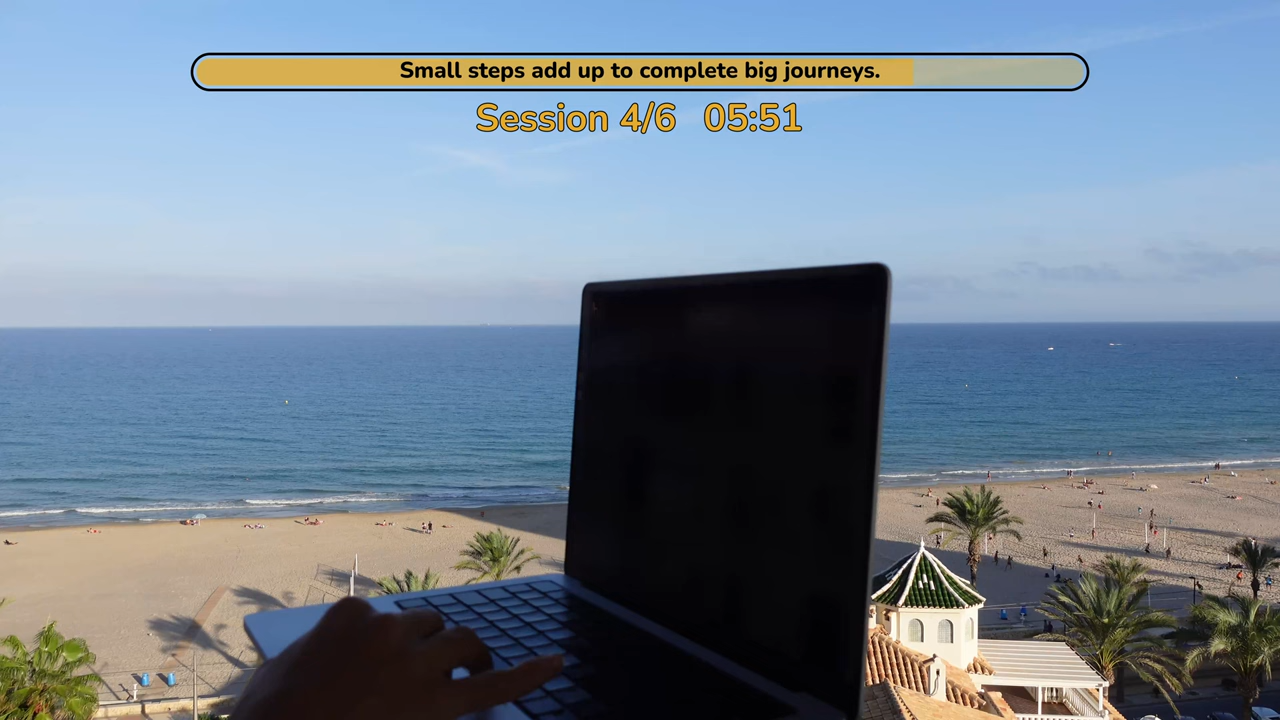 Small steps add up to complete big journeys.
Session 4/6 05:51